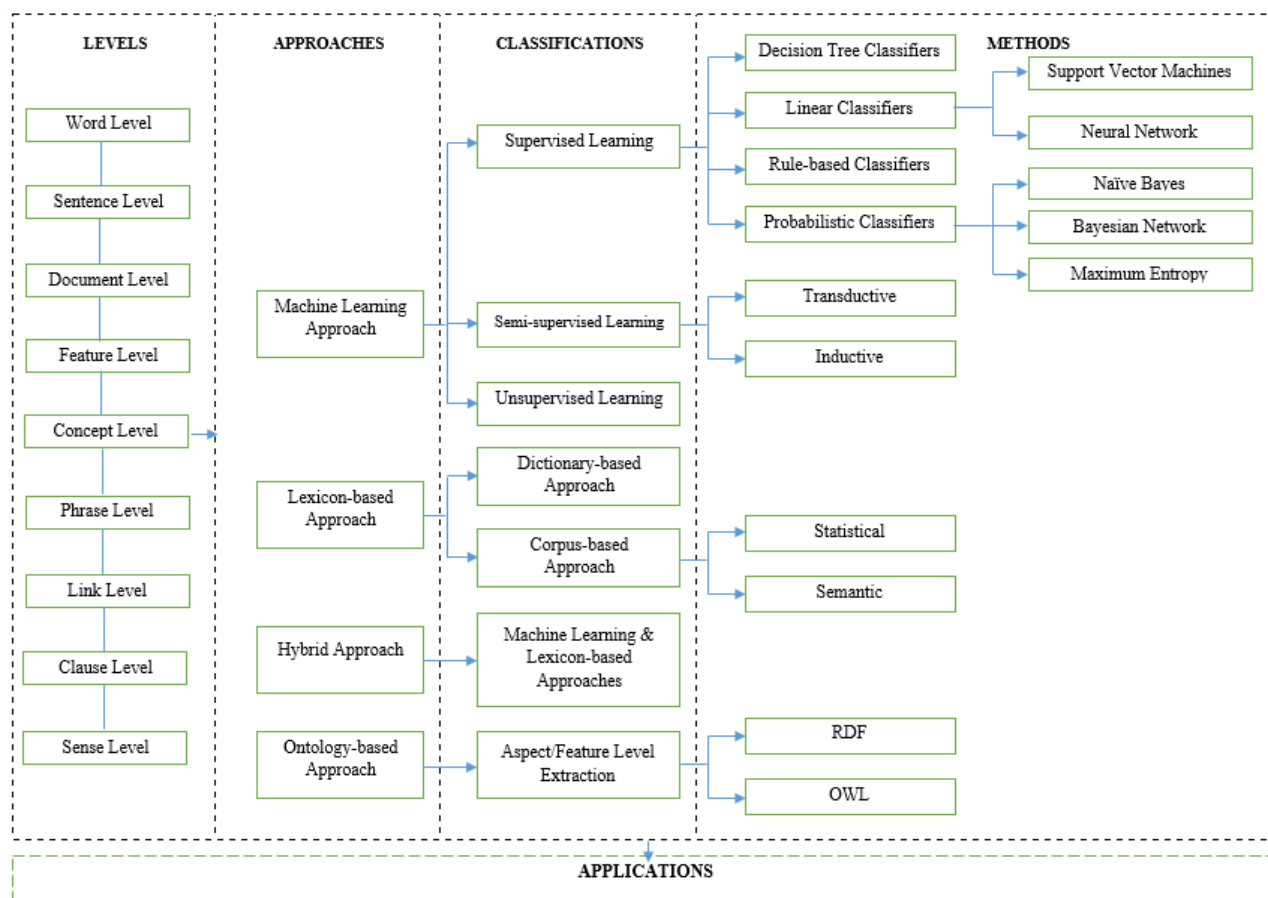 LEVELS
Word Level
Sentence Level
Document Level
Feature Level
Concept Level
Phrase Level
Link Level
Clause Level
Sense Level
APPROACHES
Machine Learning
Approach
Lexicon-based
Approach
Hybrid Approach
Ontology-based
Approach
CLASSIFICATIONS
Supervised Learning
Semi-supervised Learning
Unsupervised Learning
Dictionary-based
Approach
Corpus-based
Approach
Machine Learning &
Lexicon-based
Approaches
Aspect/Feature Level
Extraction
METHODS
Decision Tree Classifiers
Linear Classifiers
Rule-based Classifiers
Probabilistic Classifiers
Transductive
Inductive
Statistical
Semantic
RDF
OWL
Support Vector Machines
Neural Network
Naïve Bayes
Bayesian Network
Maximum Entropy
APPLICATIONS